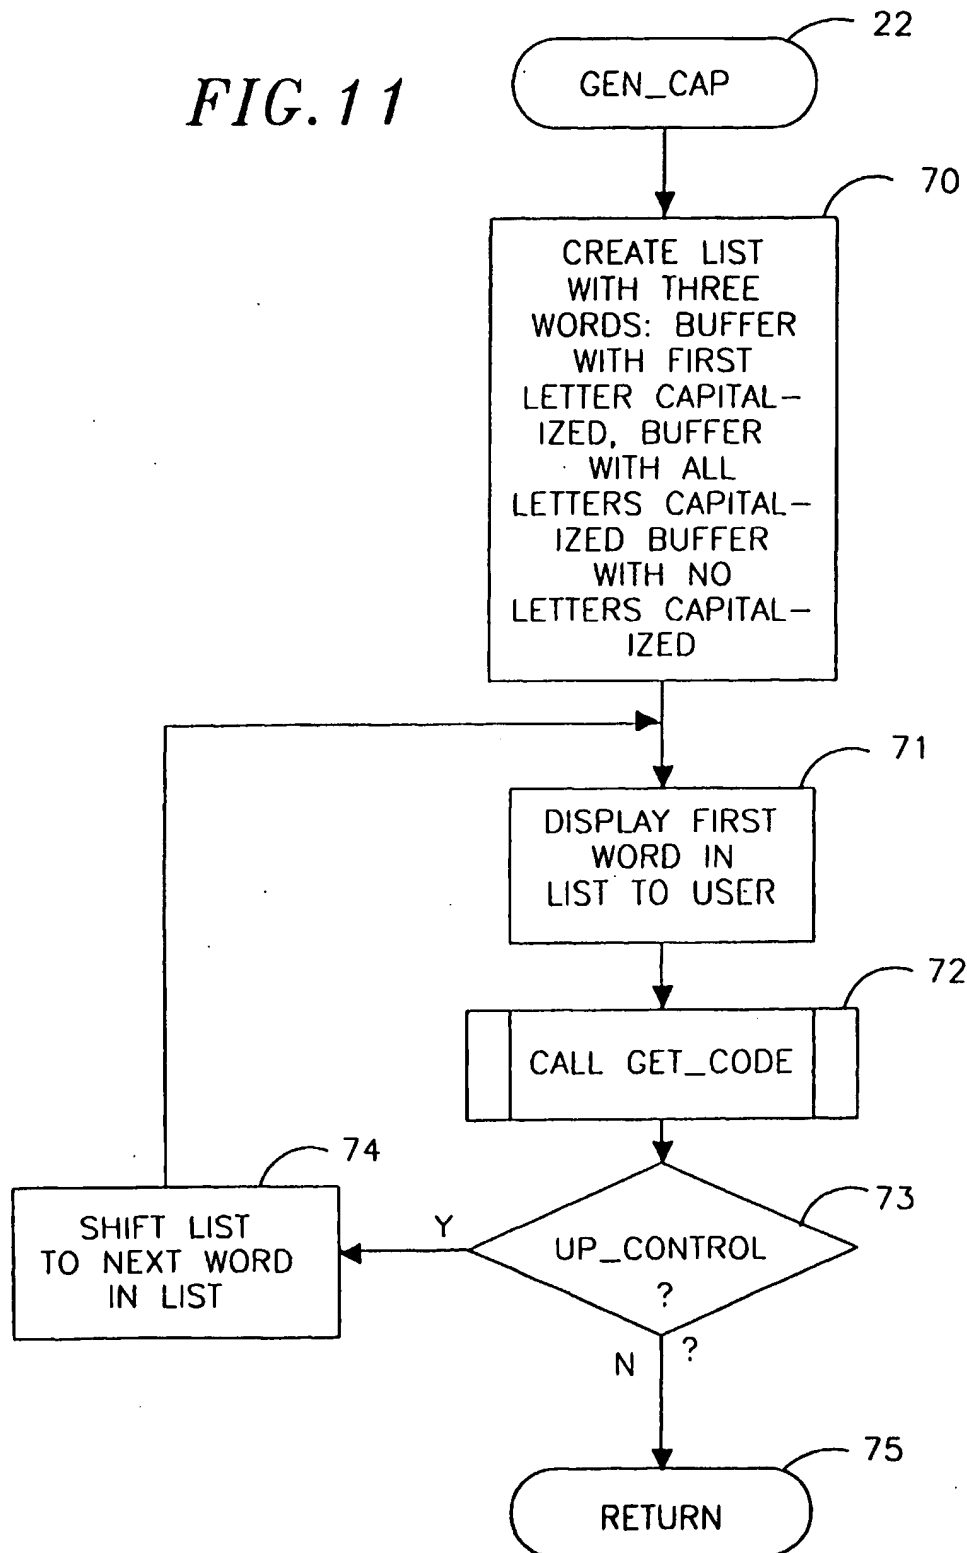 22
FIG. 11
GEN_CAP
70
CREATE LIST
WITH THREE
WORDS: BUFFER
WITH FIRST
LETTER CAPITAL-
IZED, BUFFER
WITH ALL
LETTERS CAPITAL-
IZED BUFFER
WITH NO
LETTERS CAPITAL-
IZED
71
DISPLAY FIRST
WORD IN
LIST TO USER
72
CALL GET_CODE
74
73
SHIFT LIST
TO NEXT WORD
IN LIST
Y
UP_CONTROL
?
N ?
75
RETURN